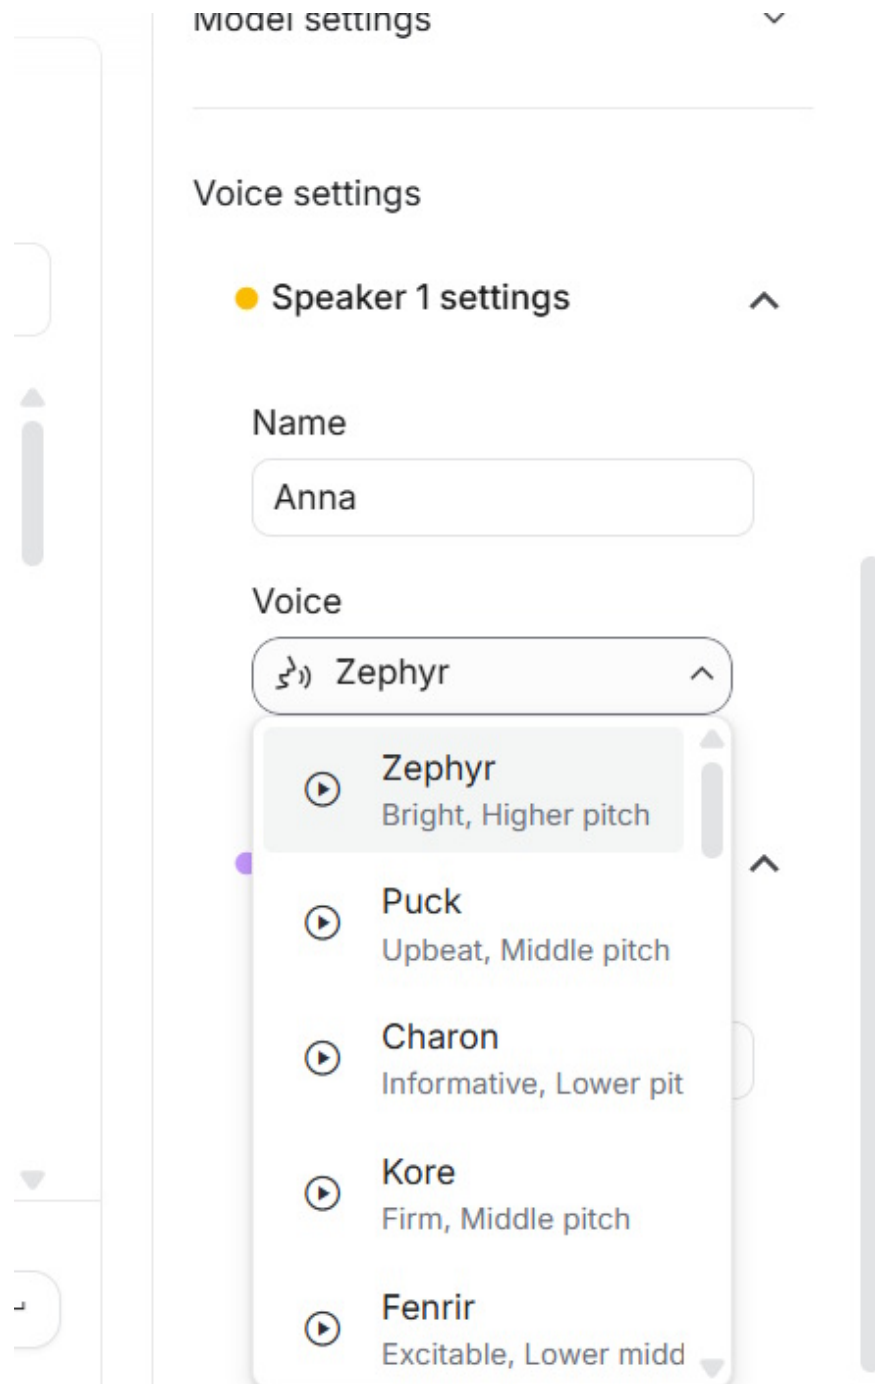 Model settings
Voice settings
Speaker 1 settings
Name
Anna
Voice
Zephyr
Zephyr
Bright, Higher pitch
Puck
Upbeat, Middle pitch
Charon
Informative, Lower pit
Kore
Firm, Middle pitch
Fenrir
Excitable, Lower midd